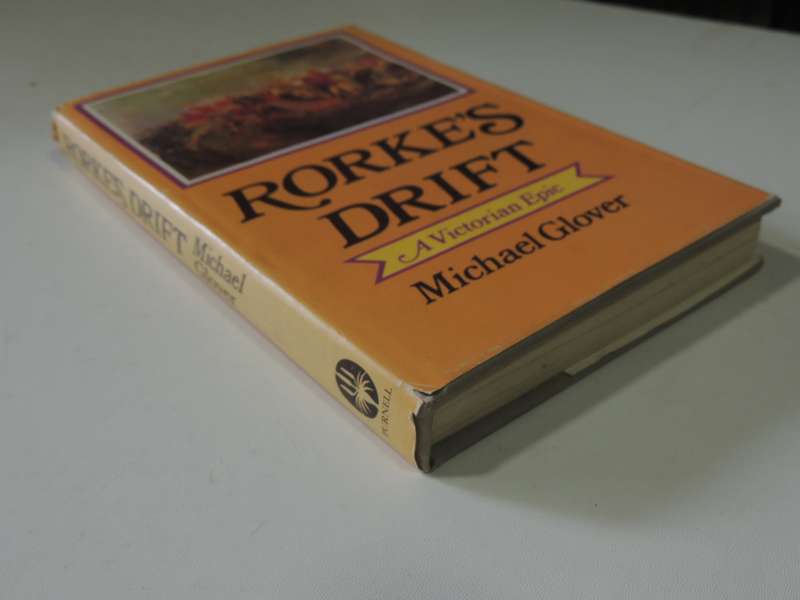 RORKE'S
DRIFT
A Victorian Epic
Michael Glover
RORKE'S DRIFT
Michael
Glover
PURNELL